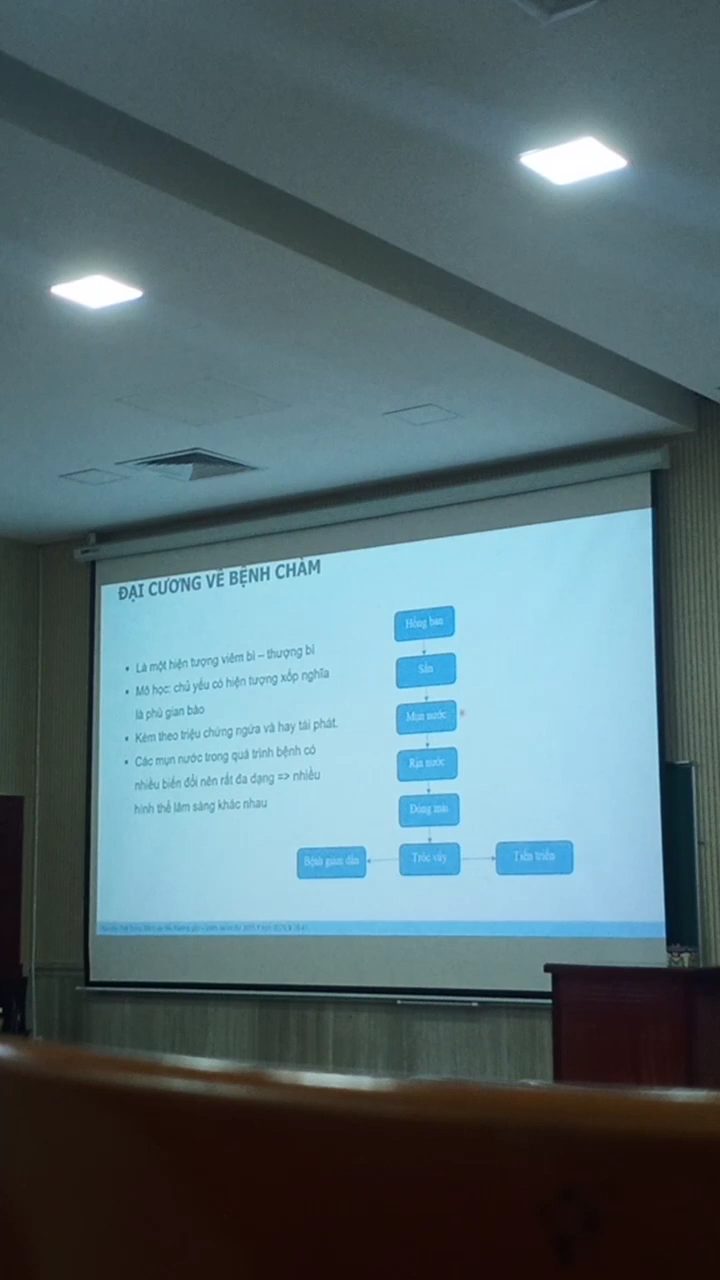 ĐẠI CƯƠNG VỀ BỆNH CHÀM
• Là một hiện tượng viêm bì – thượng bì
• Mô học: chủ yếu có hiện tượng xốp nghĩa
là phù gian bào
• Kèm theo triệu chứng ngứa và hay tái phát.
• Các mụn nước trong quá trình bệnh có
nhiều biến đổi nên rất đa dạng => nhiều
hình thể lâm sàng khác nhau
Hồng ban
Sẩn
Mụn nước
Rịn nước
Đóng mài
Bệnh giảm dần
Tróc vảy
Tiến triển